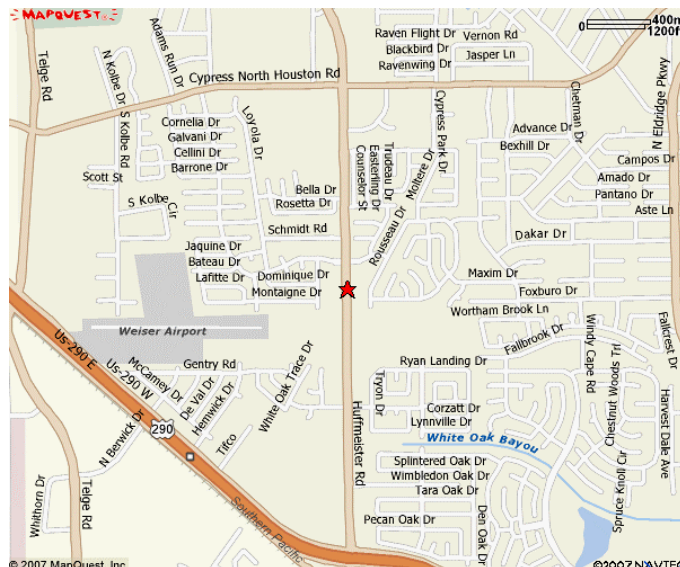 MAPQUEST
400m
0
1200ft
Telge Rd
N Kolbe Dr
Adams Run Dr
Raven Flight Dr
Vernon Rd
Blackbird Dr
Jasper Ln
Ravenwing Dr
Cypress North Houston Rd
N Eldridge Pkwy
S Kolbe Rd
Cornelia Dr
Galvani Dr
Cellini Dr
Barrone Dr
Loyola Dr
Cypress Park Dr
Chetman Dr
Advance Dr
Bexhill Dr
Campos Dr
Amado Dr
Pantano Dr
Aste Ln
Scott St
S Kolbe Cir
Bella Dr
Rosetta Dr
Counselor St
Easterling Dr
Trudeau Dr
Moltere Dr
Rousseau Dr
Schmidt Rd
Dakar Dr
Jaquine Dr
Bateau Dr
Lafitte Dr
Dominique Dr
Montaigne Dr
Maxim Dr
Foxburo Dr
Wortham Brook Ln
Weiser Airport
Us-290 E
Us-290 W
Fallbrook Dr
Windy Cape Rd
Fallcrest Dr
Gentry Rd
Ryan Landing Dr
McCamey Dr
De Val Dr
Hemwick Dr
White Oak Trace Dr
Tryon Dr
Chestnut Woods Trl
Harvest Dale Ave
Corzatt Dr
Lynnville Dr
N Berwick Dr
290
Tifco
Huffmeister Rd
White Oak Bayou
Splintered Oak Dr
Wimbledon Oak Dr
Tara Oak Dr
Spruce Knoll Cir
Whithorn Dr
Telge Rd
Southern Pacific
Pecan Oak Dr
Den Oak Dr
© 2007 MapQuest, Inc
©2007 NAVTEQ